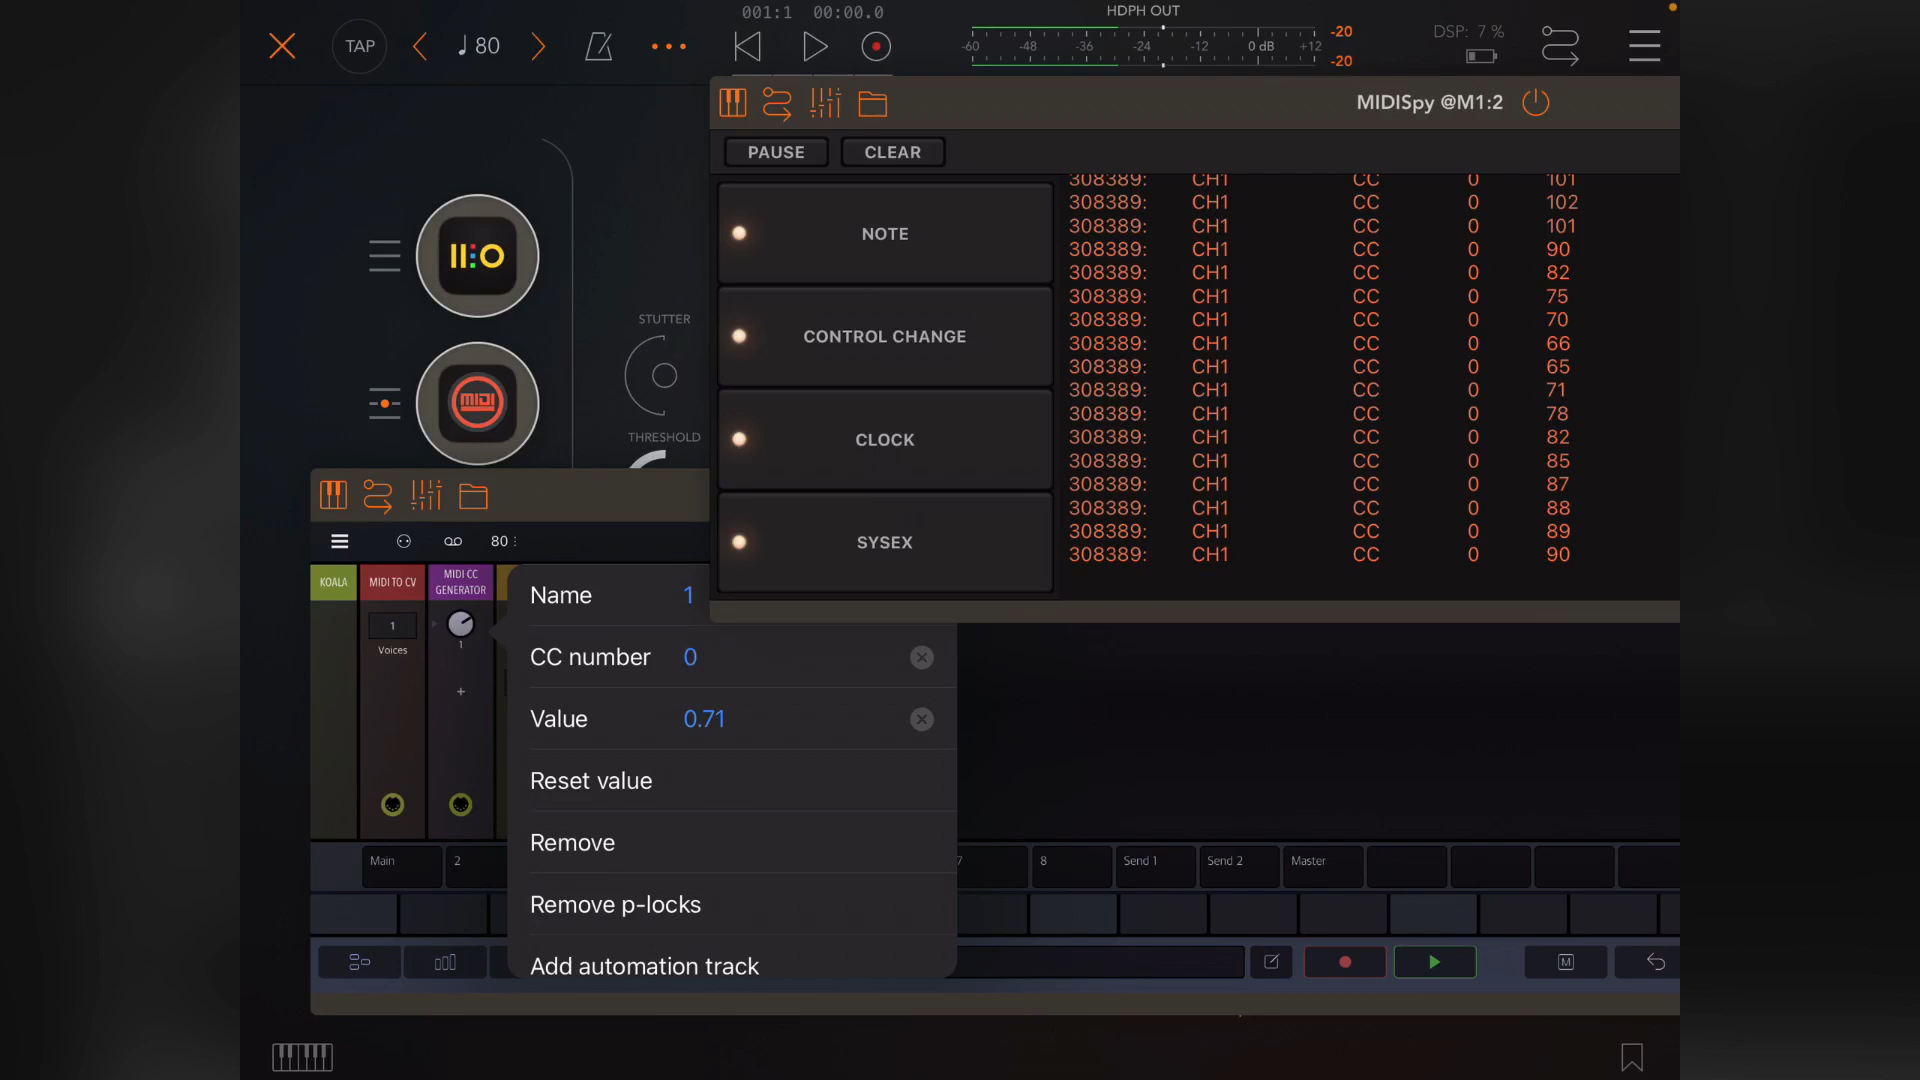 001:1 00:00.0
HDPH OUT
TAP
80
-60 -48 -36 -24 -12 0 dB +12
-20
-20
DSP: 7 %
MIDISpy @M1:2
PAUSE
CLEAR
NOTE
CONTROL CHANGE
CLOCK
SYSEX
308389: CH1 CC 0 101
308389: CH1 CC 0 102
308389: CH1 CC 0 101
308389: CH1 CC 0 90
308389: CH1 CC 0 82
308389: CH1 CC 0 75
308389: CH1 CC 0 70
308389: CH1 CC 0 66
308389: CH1 CC 0 65
308389: CH1 CC 0 71
308389: CH1 CC 0 78
308389: CH1 CC 0 82
308389: CH1 CC 0 85
308389: CH1 CC 0 87
308389: CH1 CC 0 88
308389: CH1 CC 0 89
308389: CH1 CC 0 90
STUTTER
MIDI
THRESHOLD
80
KOALA
MIDI TO CV
MIDI CC
GENERATOR
1
Voices
1
Name 1
CC number 0
Value 0.71
Reset value
Remove
Remove p-locks
Add automation track
Main
2
7
8
Send 1
Send 2
Master
M